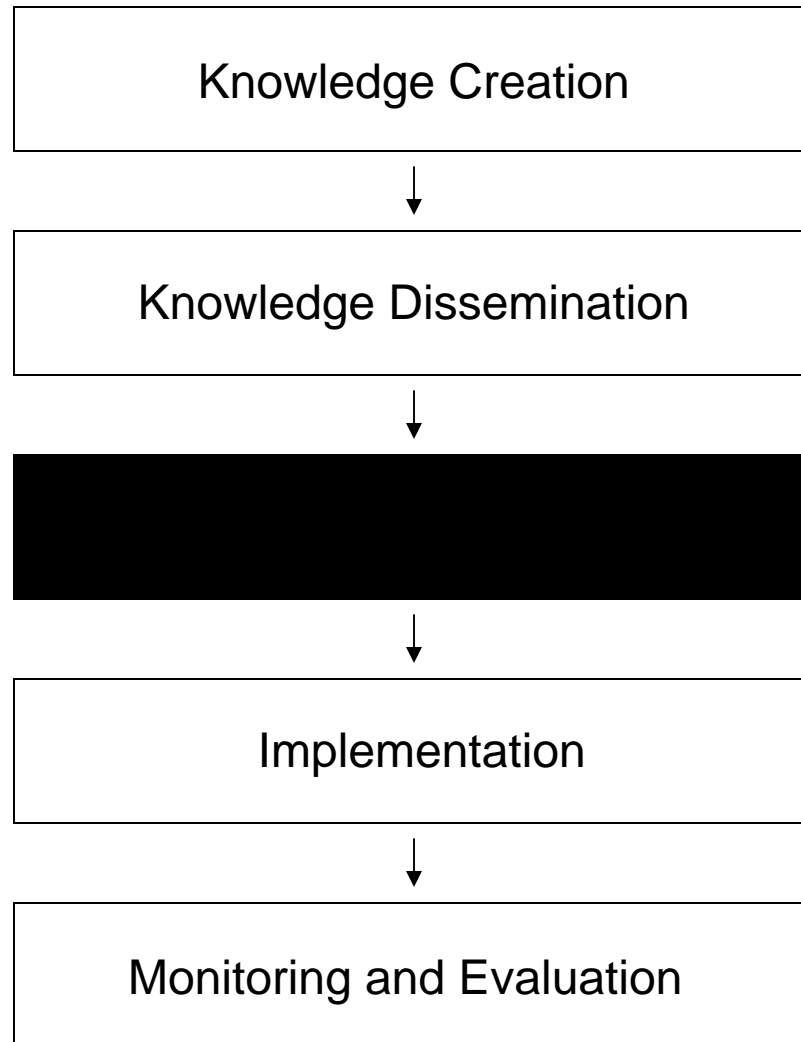 Knowledge Creation
Knowledge Dissemination
Implementation
Monitoring and Evaluation